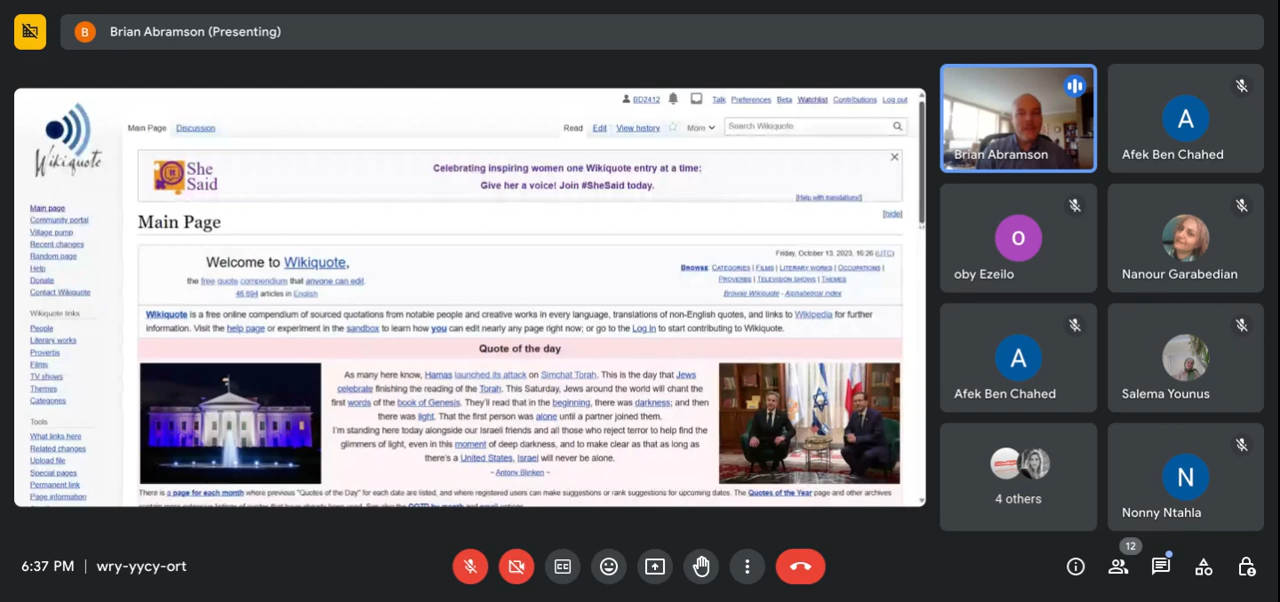 B
Brian Abramson (Presenting)
Wikiquote
BD2412 Talk Preferences Beta Watchlist Contributions Log out
Main Page Discussion
Read Edit View history More Search Wikiquote
She
Said
Celebrating inspiring women one Wikiquote entry at a time:
Give her a voice! Join #SheSaid today.
[Help with translations!]
Main Page
[hide]
Main page
Community portal
Village pump
Recent changes
Random page
Help
Donate
Contact Wikiquote
Wikiquote links
People
Literary works
Proverbs
Films
TV shows
Themes
Categories
Tools
What links here
Related changes
Upload file
Special pages
Permanent link
Page information
Welcome to Wikiquote,
the free quote compendium that anyone can edit.
articles in English
Friday, October 13, 2023, 16:26 (UTC)
Browse: Categories | Films | Literary works | Occupations |
Proverbs | Television shows | Themes
Browse Wikiquote - Alphabetical index
Wikiquote is a free online compendium of sourced quotations from notable people and creative works in every language, translations of non-English quotes, and links to Wikipedia for further
information. Visit the help page or experiment in the sandbox to learn how you can edit nearly any page right now; or go to the Log in to start contributing to Wikiquote.
Quote of the day
As many here know, Hamas launched its attack on Simchat Torah. This is the day that Jews
celebrate finishing the reading of the Torah. This Saturday, Jews around the world will chant the
first words of the book of Genesis. They'll read that in the beginning, there was darkness; and then
there was light. That the first person was alone until a partner joined them.
I'm standing here today alongside our Israeli friends and all those who reject terror to help find the
glimmers of light, even in this moment of deep darkness, and to make clear as that as long as
there's a United States, Israel will never be alone.
~ Antony Blinken ~
There is a page for each month where previous "Quotes of the Day" for each date are listed, and where registered users can make suggestions or rank suggestions for upcoming dates. The Quotes of the Year page and other archives
Brian Abramson
A
Afek Ben Chahed
O
oby Ezeilo
Nanour Garabedian
A
Afek Ben Chahed
Salema Younus
4 others
N
Nonny Ntahla
6:37 PM | wry-yycy-ort
CC
12